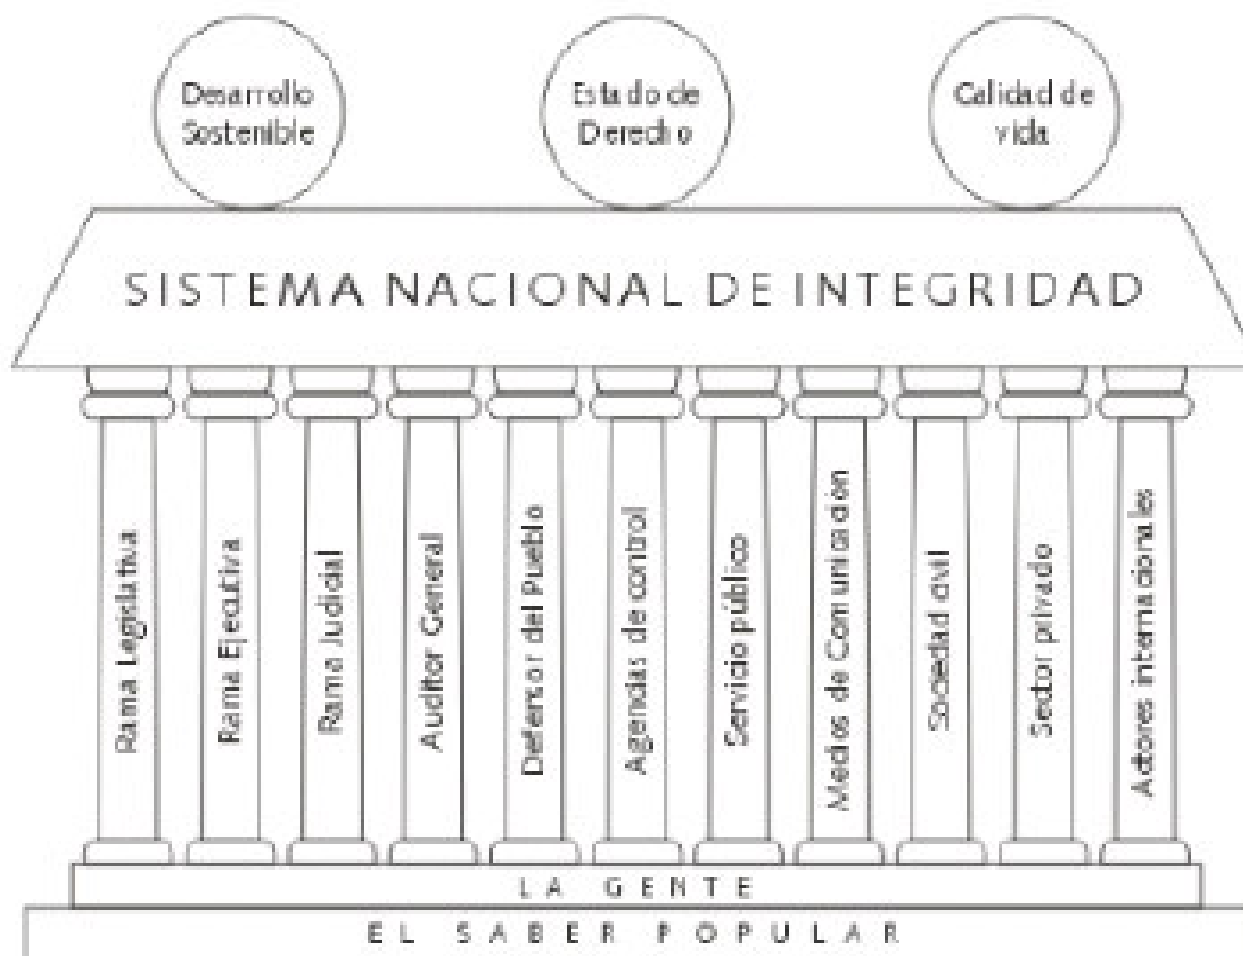 Desarrollo
Sostenible
Estado de
Derecho
Calidad de
vida
SISTEMA NACIONAL DE INTEGRIDAD
Rama Legislativa
Rama Ejecutiva
Rama Judicial
Auditor General
Defensor del Pueblo
Agencias de control
Servicio público
Medios de Comunicación
Sociedad civil
Sector privado
Actores internacionales
LA GENTE
EL SABER POPULAR